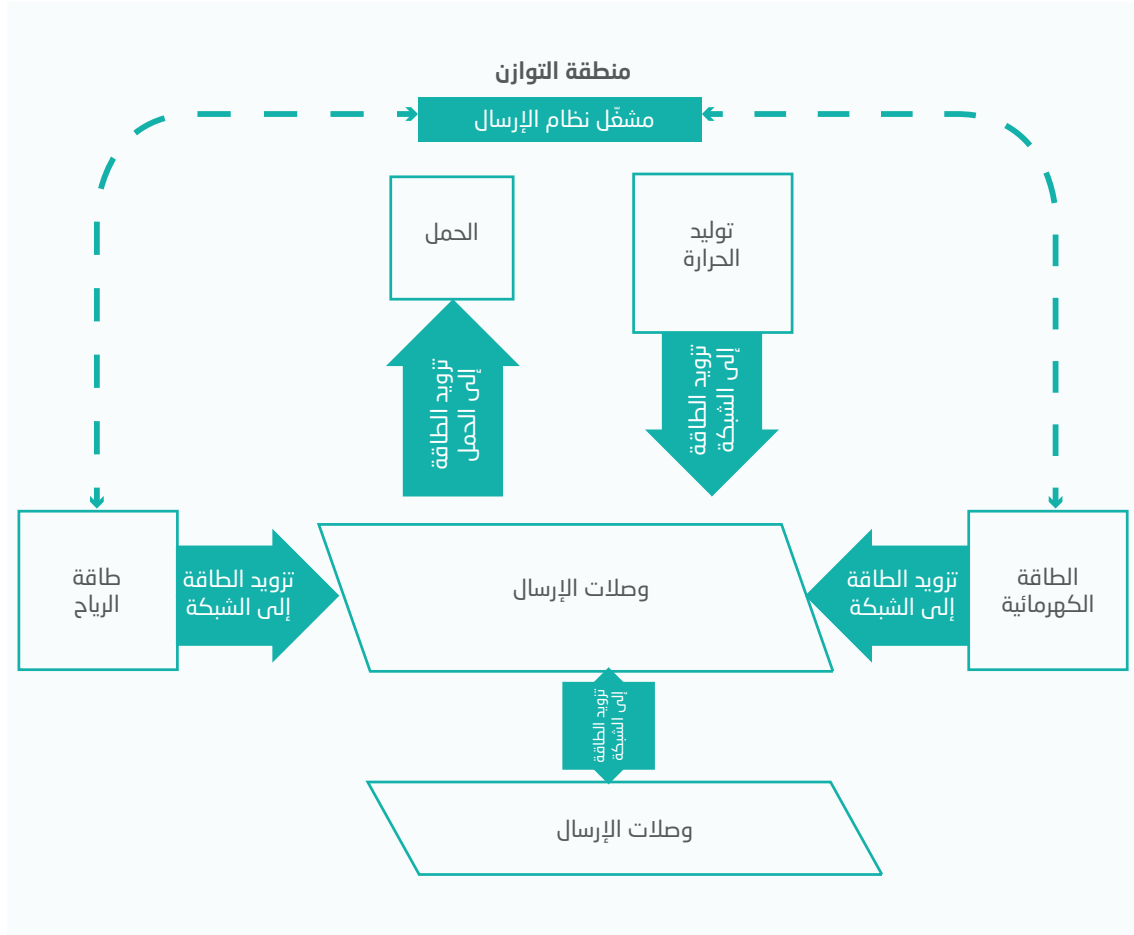 منطقة التوازن
مشغّل نظام الإرسال
توليد
الحرارة
الحمل
تزويد الطاقة
إلى الشبكة
تزويد الطاقة
إلى الحمل
الطاقة
الكهرمائية
تزويد الطاقة
إلى الشبكة
وصلات الإرسال
تزويد الطاقة
إلى الشبكة
طاقة
الرياح
تزويد الطاقة
إلى الشبكة
وصلات الإرسال